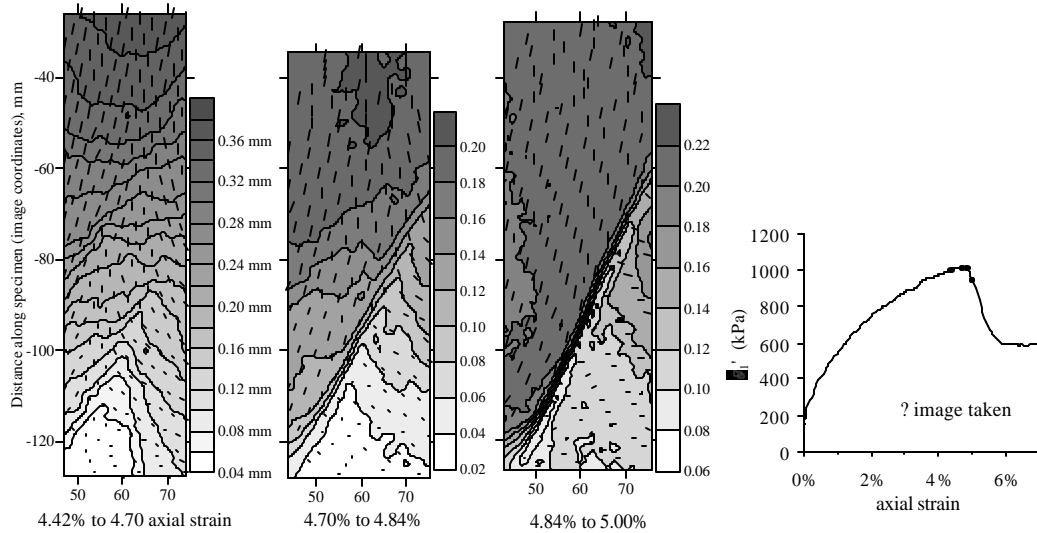 Distance along specimen (image coordinates), mm
-40
-60
-80
-100
-120
50 60 70
4.42% to 4.70 axial strain
0.36 mm
0.32 mm
0.28 mm
0.24 mm
0.20 mm
0.16 mm
0.12 mm
0.08 mm
0.04 mm
50 60 70
4.70% to 4.84%
0.20
0.18
0.16
0.14
0.12
0.10
0.08
0.06
0.04
0.02
50 60 70
4.84% to 5.00%
0.22
0.20
0.18
0.16
0.14
0.12
0.10
0.08
0.06
1' (kPa)
1200
1000
800
600
400
200
0
? image taken
0% 2% 4% 6%
axial strain